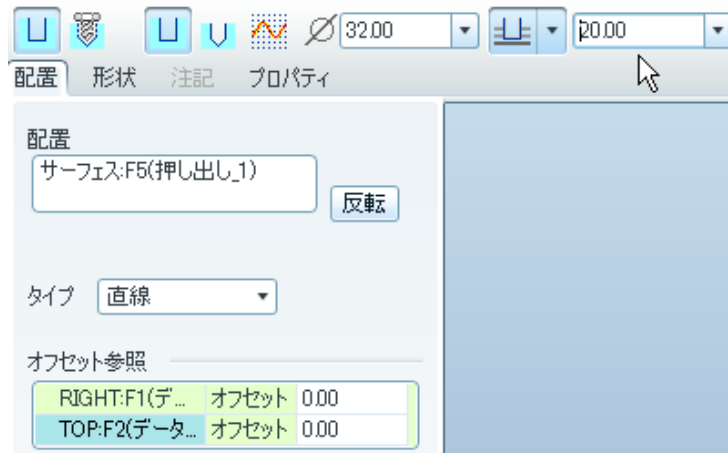 32.00 20.00
配置 形状 注記 プロパティ
配置
サーフェス:F5(押し出し_1)
反転
タイプ 直線
オフセット参照
RIGHT:F1(デ... オフセット 0.00
TOP:F2(データ... オフセット 0.00